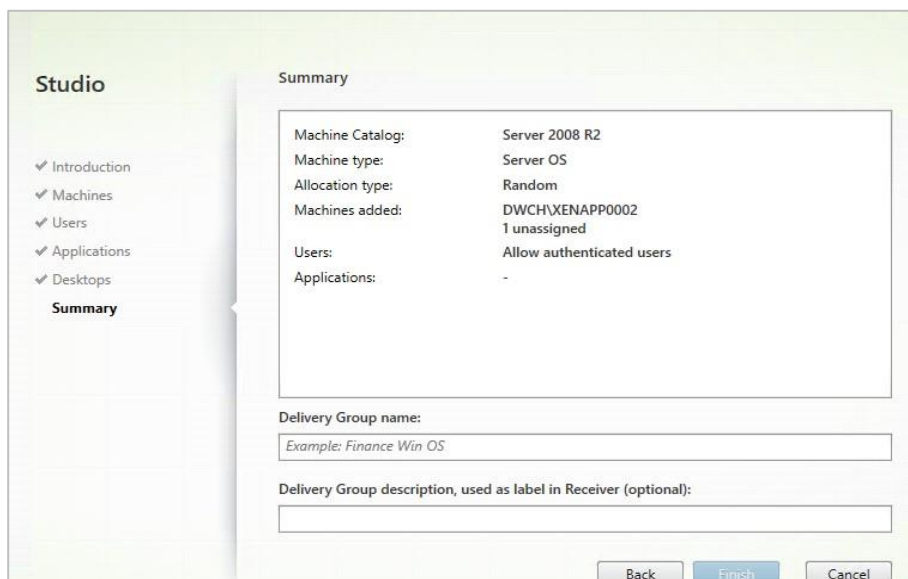 Studio
Introduction
Machines
Users
Applications
Desktops
Summary
Summary
Machine Catalog: Server 2008 R2
Machine type: Server OS
Allocation type: Random
Machines added: DWCH\XENAPP0002
1 unassigned
Users: Allow authenticated users
Applications: -
Delivery Group name:
Example: Finance Win OS
Delivery Group description, used as label in Receiver (optional):
Back Finish Cancel